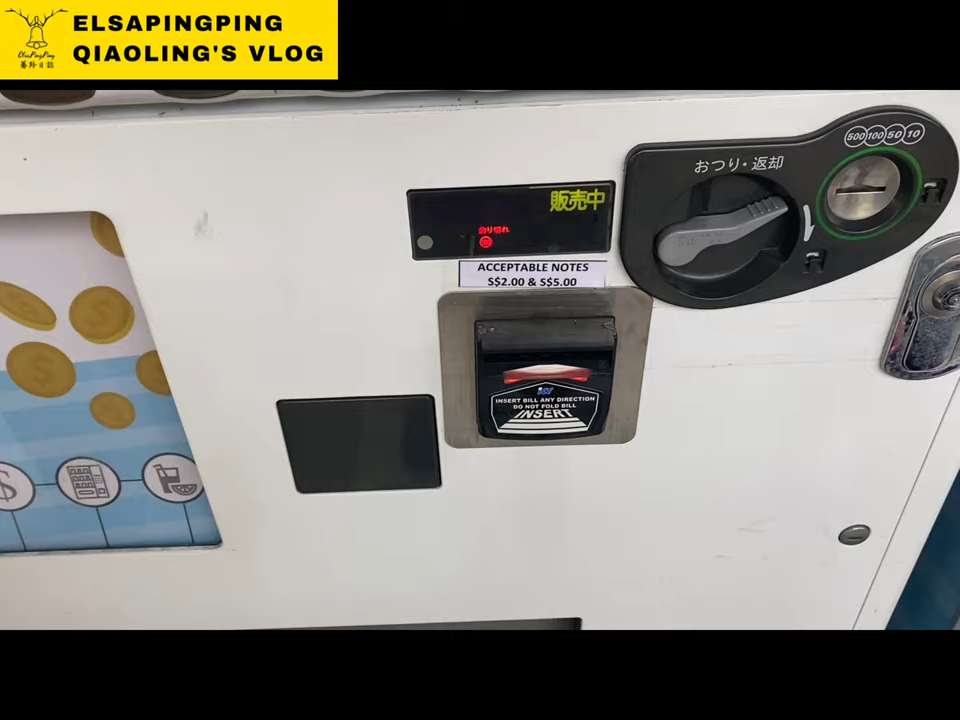 ELSAPINGPING
QIAOLING'S VLOG
ElsaPingPing
500 100 50 10
おつり・返却
販売中
釣り切れ
ACCEPTABLE NOTES
S$2.00 & S$5.00
INSERT BILL ANY DIRECTION
DO NOT FOLD BILL
INSERT